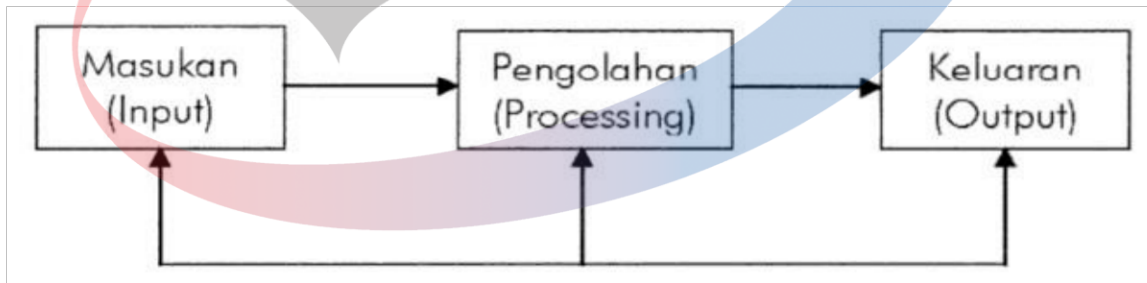 Masukan
(Input)
Pengolahan
(Processing)
Keluaran
(Output)